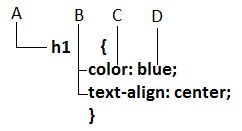 A B C D
h1 {
color: blue;
text-align: center;
}